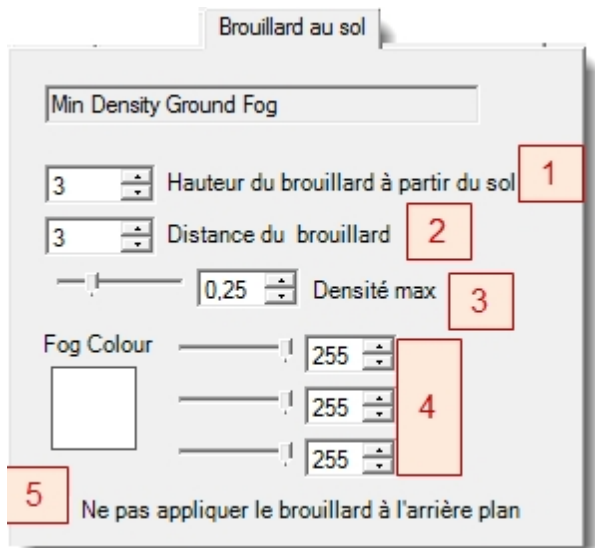 Brouillard au sol
Min Density Ground Fog
3 Hauteur du brouillard à partir du sol 1
3 Distance du brouillard 2
0,25 Densité max 3
Fog Colour 255
255 4
255
5 Ne pas appliquer le brouillard à l'arrière plan